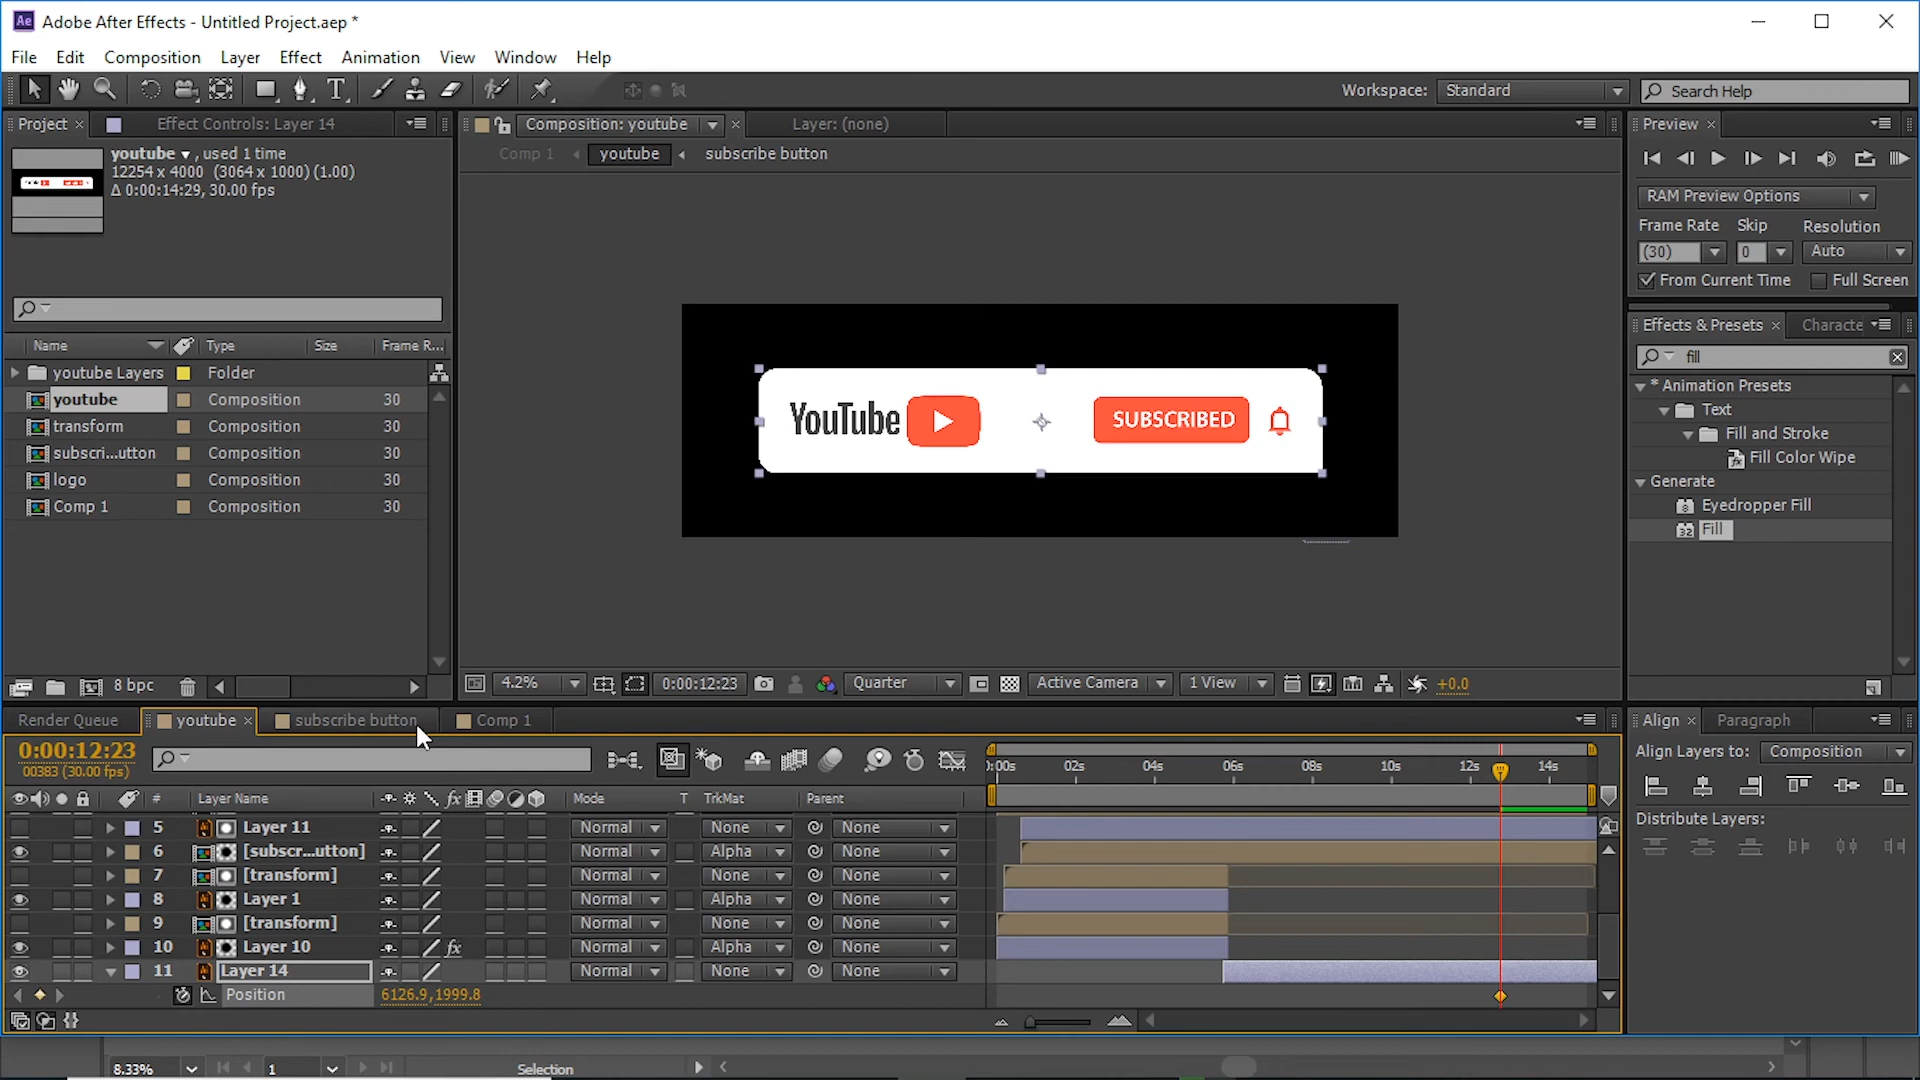 Adobe After Effects - Untitled Project.aep *
File Edit Composition Layer Effect Animation View Window Help
Workspace: Standard Search Help
Project × Effect Controls: Layer 14
Composition: youtube × Layer: (none)
Preview ×
Comp 1 youtube subscribe button
youtube ▾ , used 1 time
12254 x 4000 (3064 x 1000) (1.00)
Δ 0:00:14:29, 30.00 fps
RAM Preview Options
Frame Rate Skip Resolution
(30) 0 Auto
From Current Time Full Screen
Effects & Presets × Characte
fill
Name Type Size Frame R...
youtube Layers Folder
youtube Composition 30
transform Composition 30
subscri...utton Composition 30
logo Composition 30
Comp 1 Composition 30
YouTube SUBSCRIBED
* Animation Presets
Text
Fill and Stroke
Fill Color Wipe
Generate
Eyedropper Fill
Fill
8 bpc
4.2% 0:00:12:23 Quarter Active Camera 1 View +0.0
Render Queue youtube × subscribe button Comp 1
Align × Paragraph
0:00:12:23
00383 (30.00 fps)
Align Layers to: Composition
Distribute Layers:
0:00s 02s 04s 06s 08s 10s 12s 14s
# Layer Name Mode T TrkMat Parent
5 Layer 11 Normal None None
6 [subscr...utton] Normal Alpha None
7 [transform] Normal None None
8 Layer 1 Normal Alpha None
9 [transform] Normal None None
10 Layer 10 fx Normal Alpha None
11 Layer 14 Normal None None
Position 6126.9,1999.8
8.33% 1 Selection